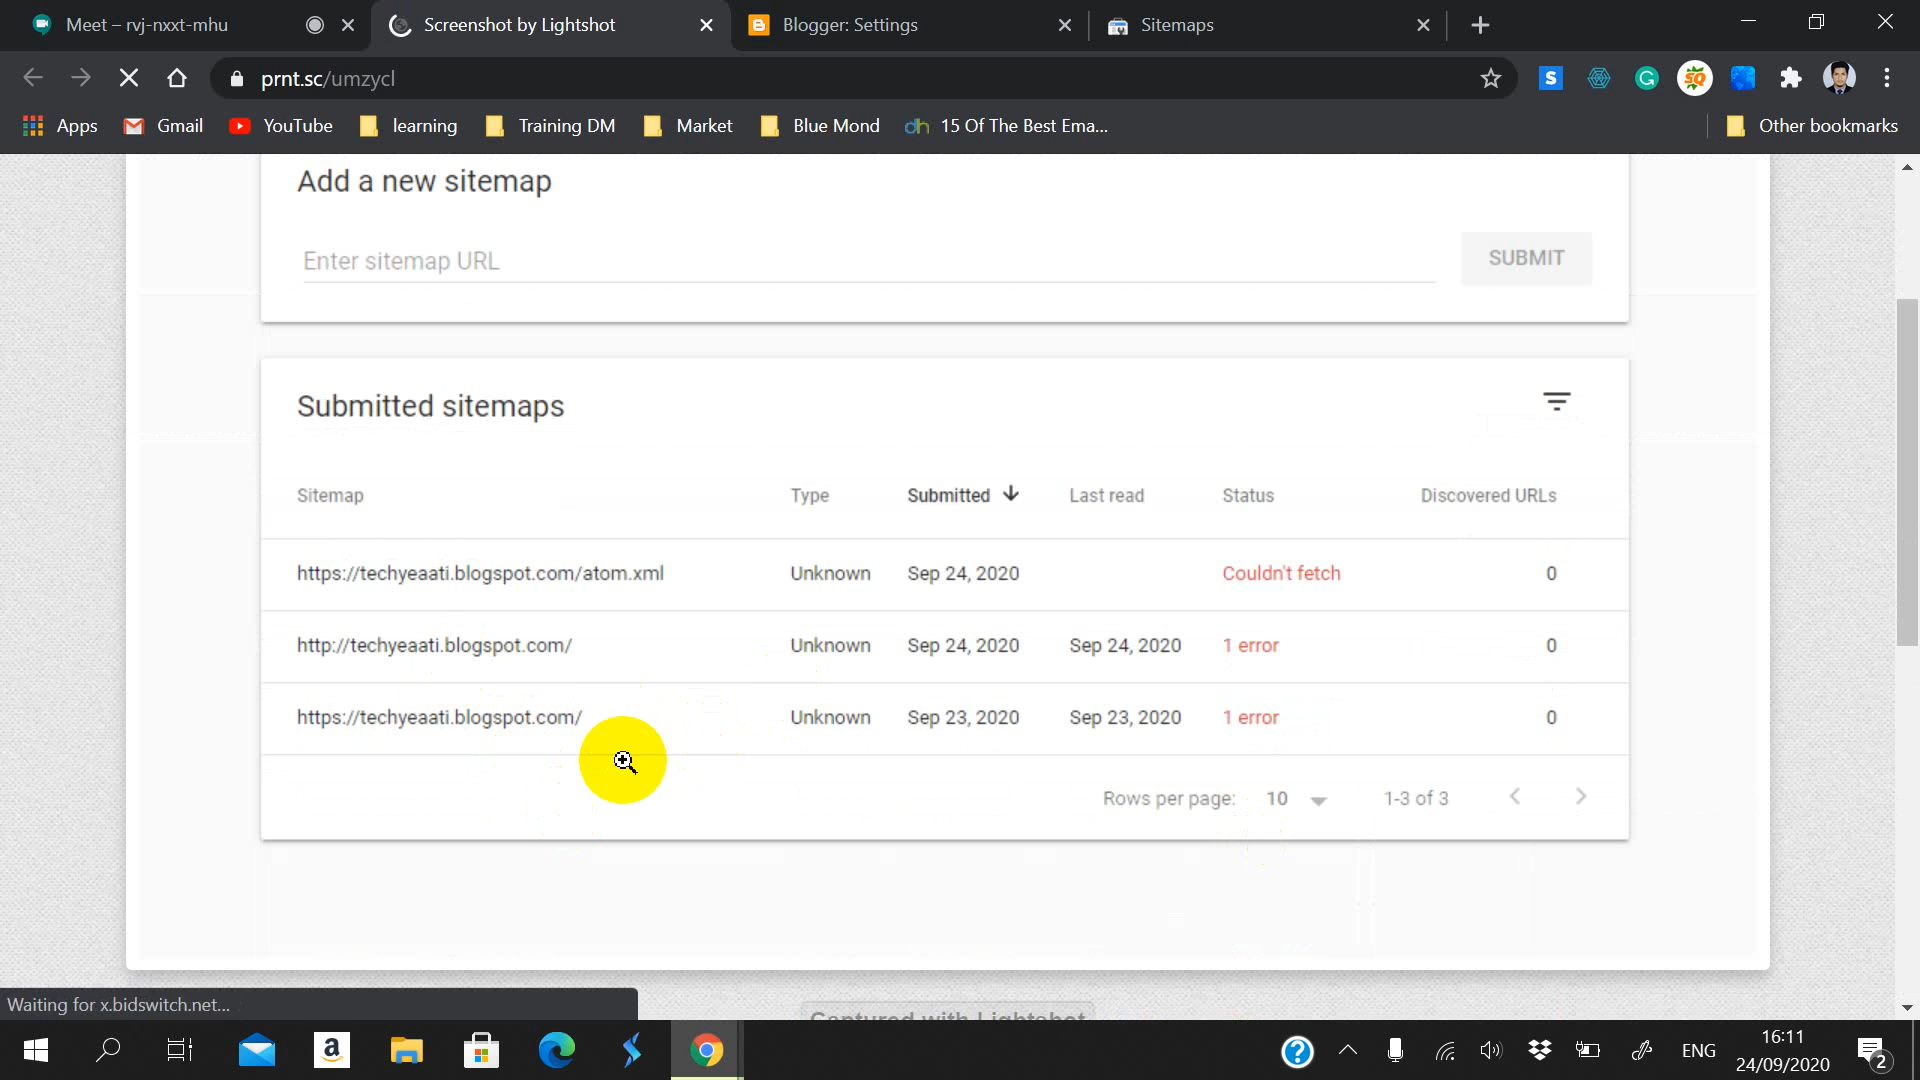 Meet – rvj-nxxt-mhu
Screenshot by Lightshot
Blogger: Settings
Sitemaps
prnt.sc/umzycl
Apps
Gmail
YouTube
learning
Training DM
Market
Blue Mond
dh 15 Of The Best Ema...
Other bookmarks
Add a new sitemap
Enter sitemap URL
SUBMIT
Submitted sitemaps
Sitemap Type Submitted Last read Status Discovered URLs
https://techyeaati.blogspot.com/atom.xml Unknown Sep 24, 2020 Couldn't fetch 0
http://techyeaati.blogspot.com/ Unknown Sep 24, 2020 Sep 24, 2020 1 error 0
https://techyeaati.blogspot.com/ Unknown Sep 23, 2020 Sep 23, 2020 1 error 0
Rows per page: 10 1-3 of 3
Waiting for x.bidswitch.net...
Captured with Lightshot
ENG
16:11
24/09/2020
2